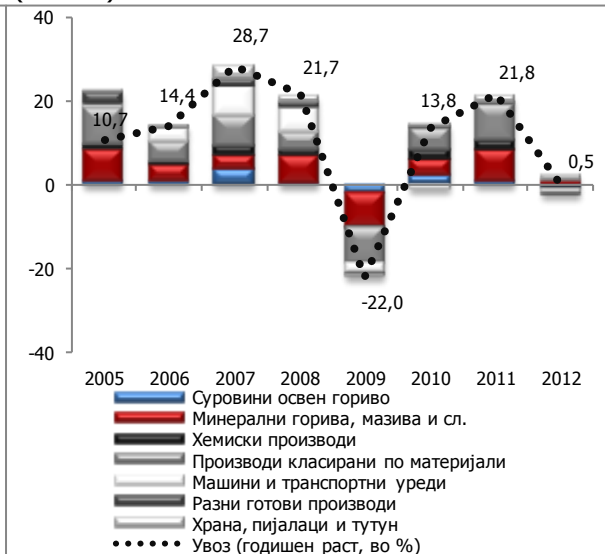 40
20
0
-20
-40
10,7
14,4
28,7
21,7
-22,0
13,8
21,8
0,5
2005 2006 2007 2008 2009 2010 2011 2012
Суровини освен гориво
Минерални горива, мазива и сл.
Хемиски производи
Производи класирани по материјали
Машини и транспортни уреди
Разни готови производи
Храна, пијалаци и тутун
Увоз (годишен раст, во %)